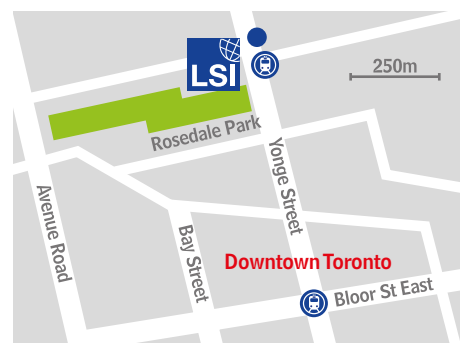 LSI
250m
Rosedale Park
Yonge Street
Avenue Road
Bay Street
Downtown Toronto
Bloor St East